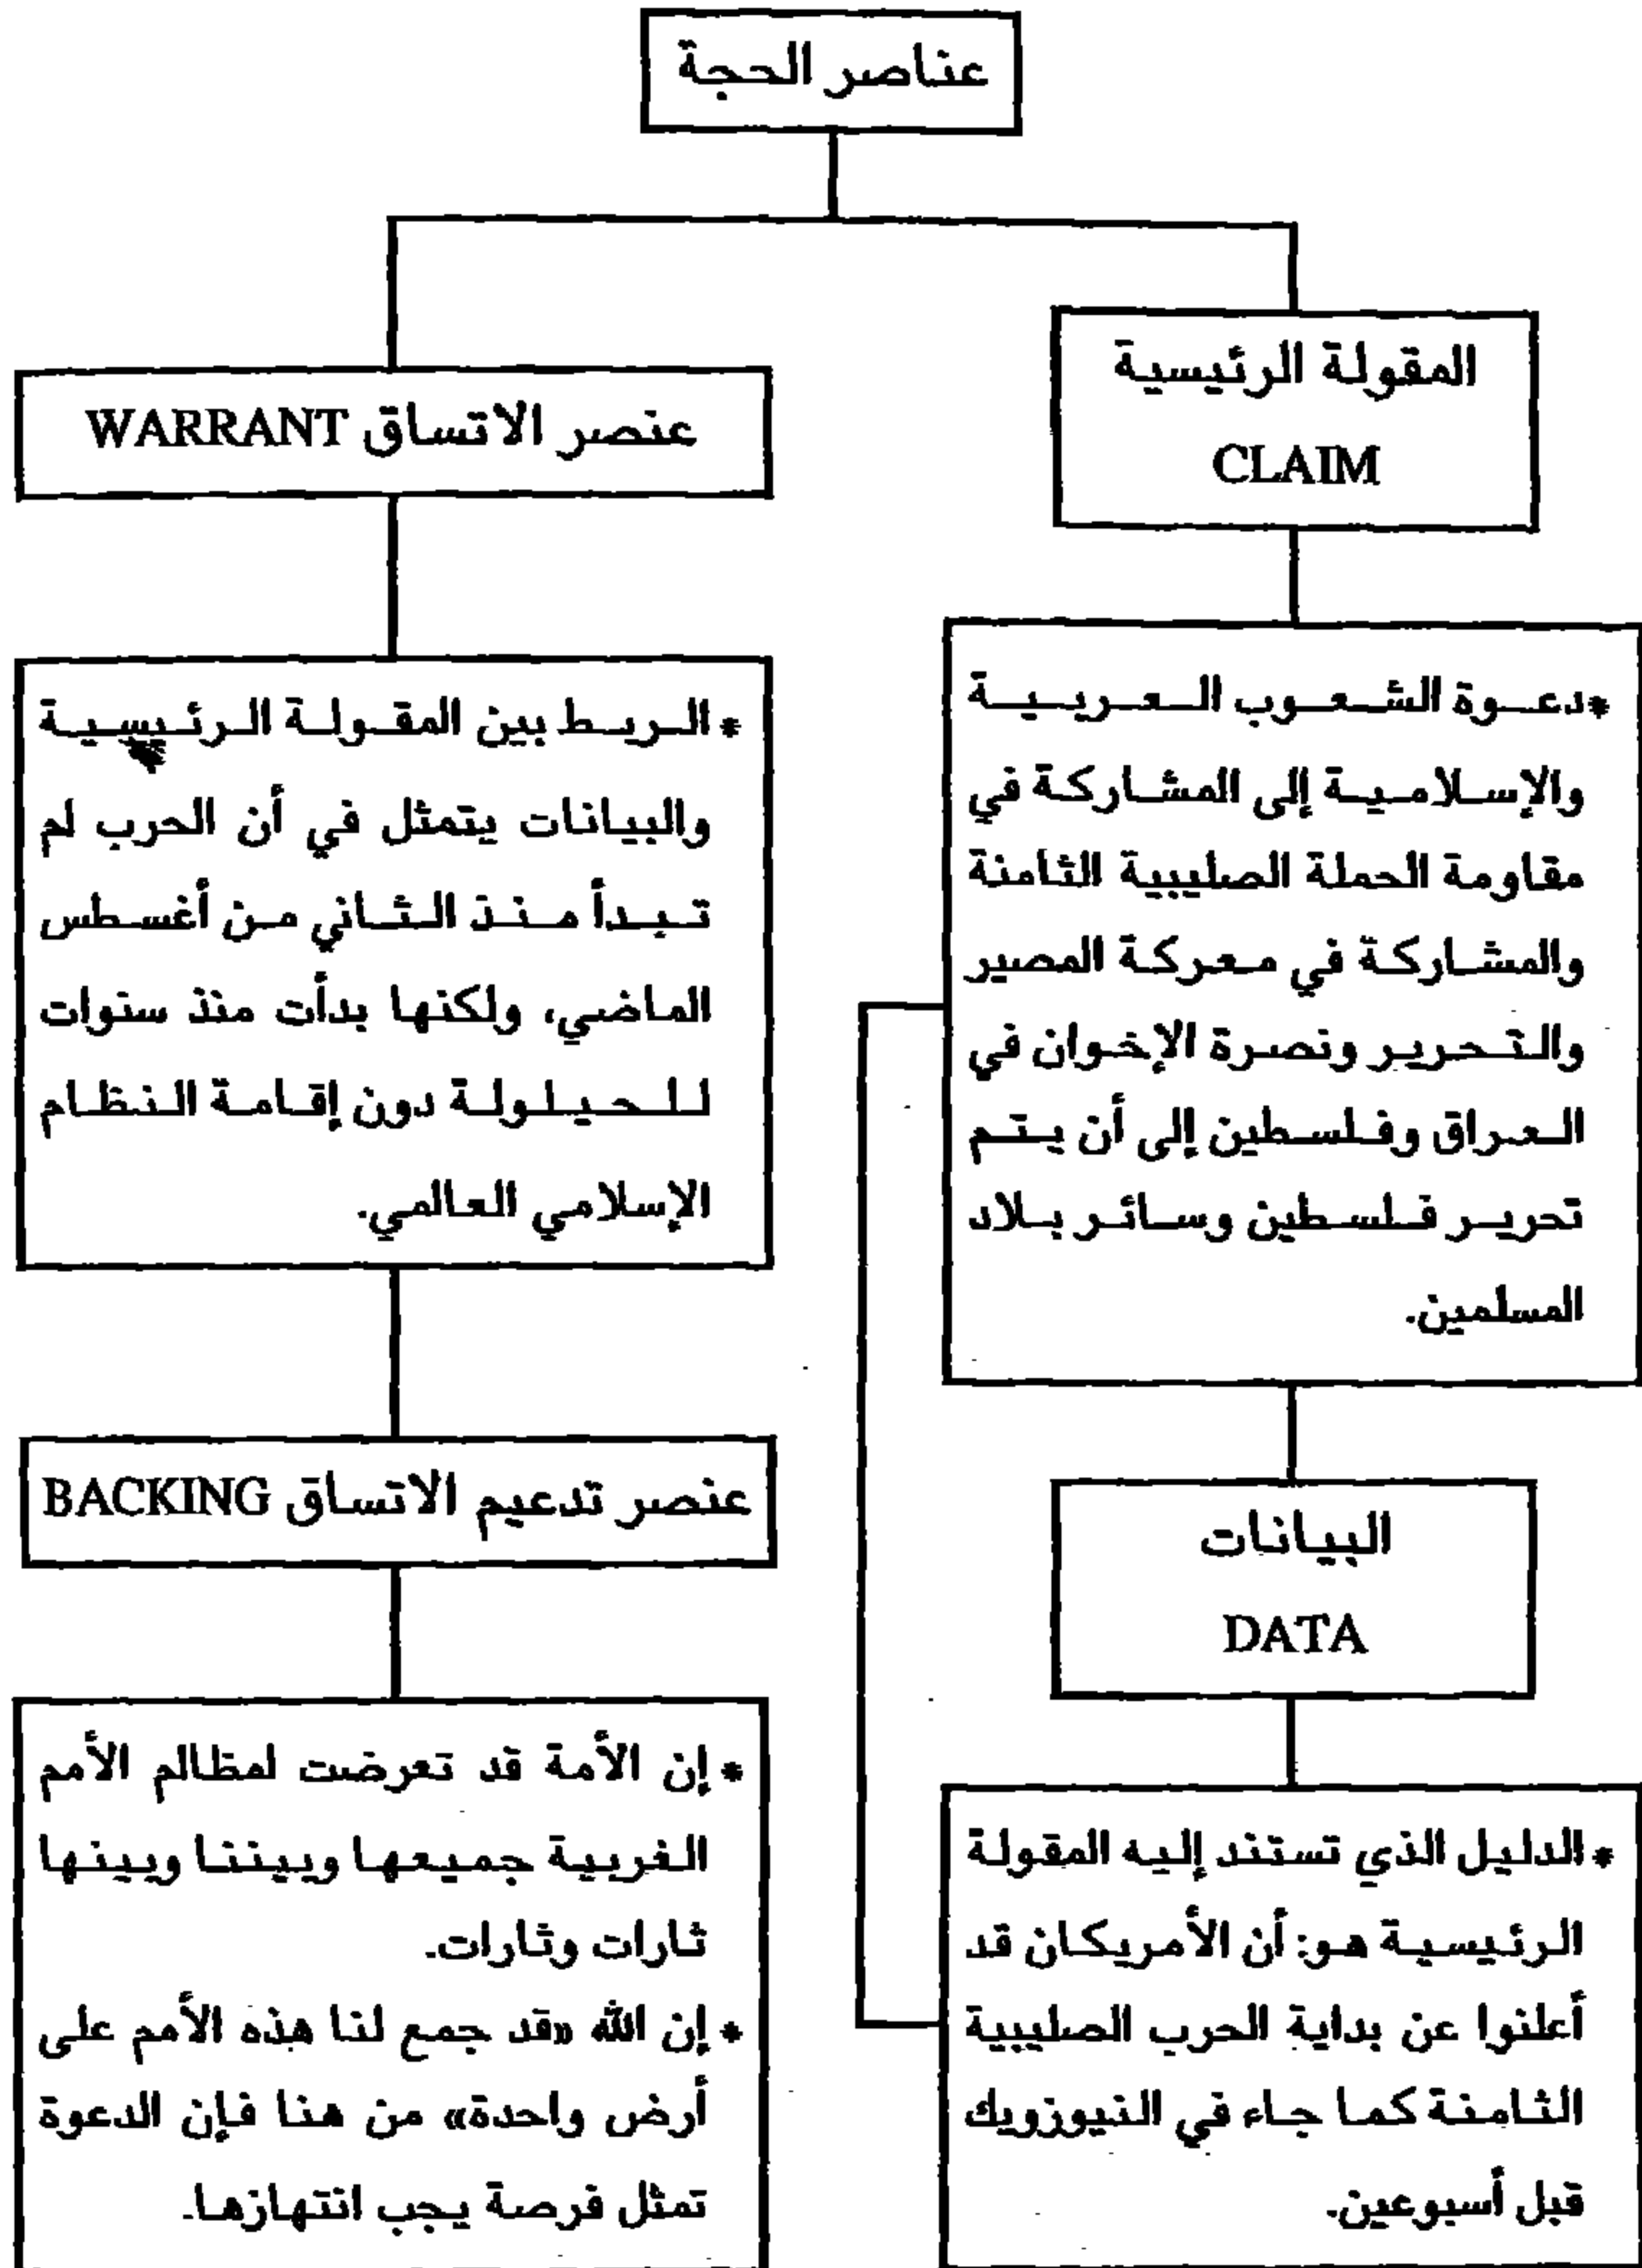 عناصر الحجة
المقولة الرئيسية
CLAIM
*دعوة الشعوب العربية
والإسلامية إلى المشاركة في
مقاومة الحملة الصليبية الثامنة
والمشاركة في معركة المصير
والتحرير ونصرة الإخوان في
العراق وفلسطين إلى أن يتم
تحرير فلسطين وسائر بلاد
المسلمين.
البيانات
DATA
*الدليل الذي تستند إليه المقولة
الرئيسية هو: أن الأمريكان قد
أعلنوا عن بداية الحرب الصليبية
الثامنة كما جاء في النيوزويك
قبل أسبوعين.
عنصر الاتساق WARRANT
*الربط بين المقولة الرئيسية
والبيانات يتمثل في أن الحرب لم
تبدأ منذ الثاني من أغسطس
الماضي، ولكنها بدأت منذ سنوات
للحيلولة دون إقامة النظام
الإسلامي العالمي.
عنصر تدعيم الاتساق BACKING
*إن الأمة قد تعرضت لمظالم الأمم
الغربية جميعها وبيننا وبينها
ثارات وثارات.
*إن الله «قد جمع لنا هذه الأمم على
أرض واحدة» من هنا فإن الدعوة
تمثل فرصة يجب انتهازها.